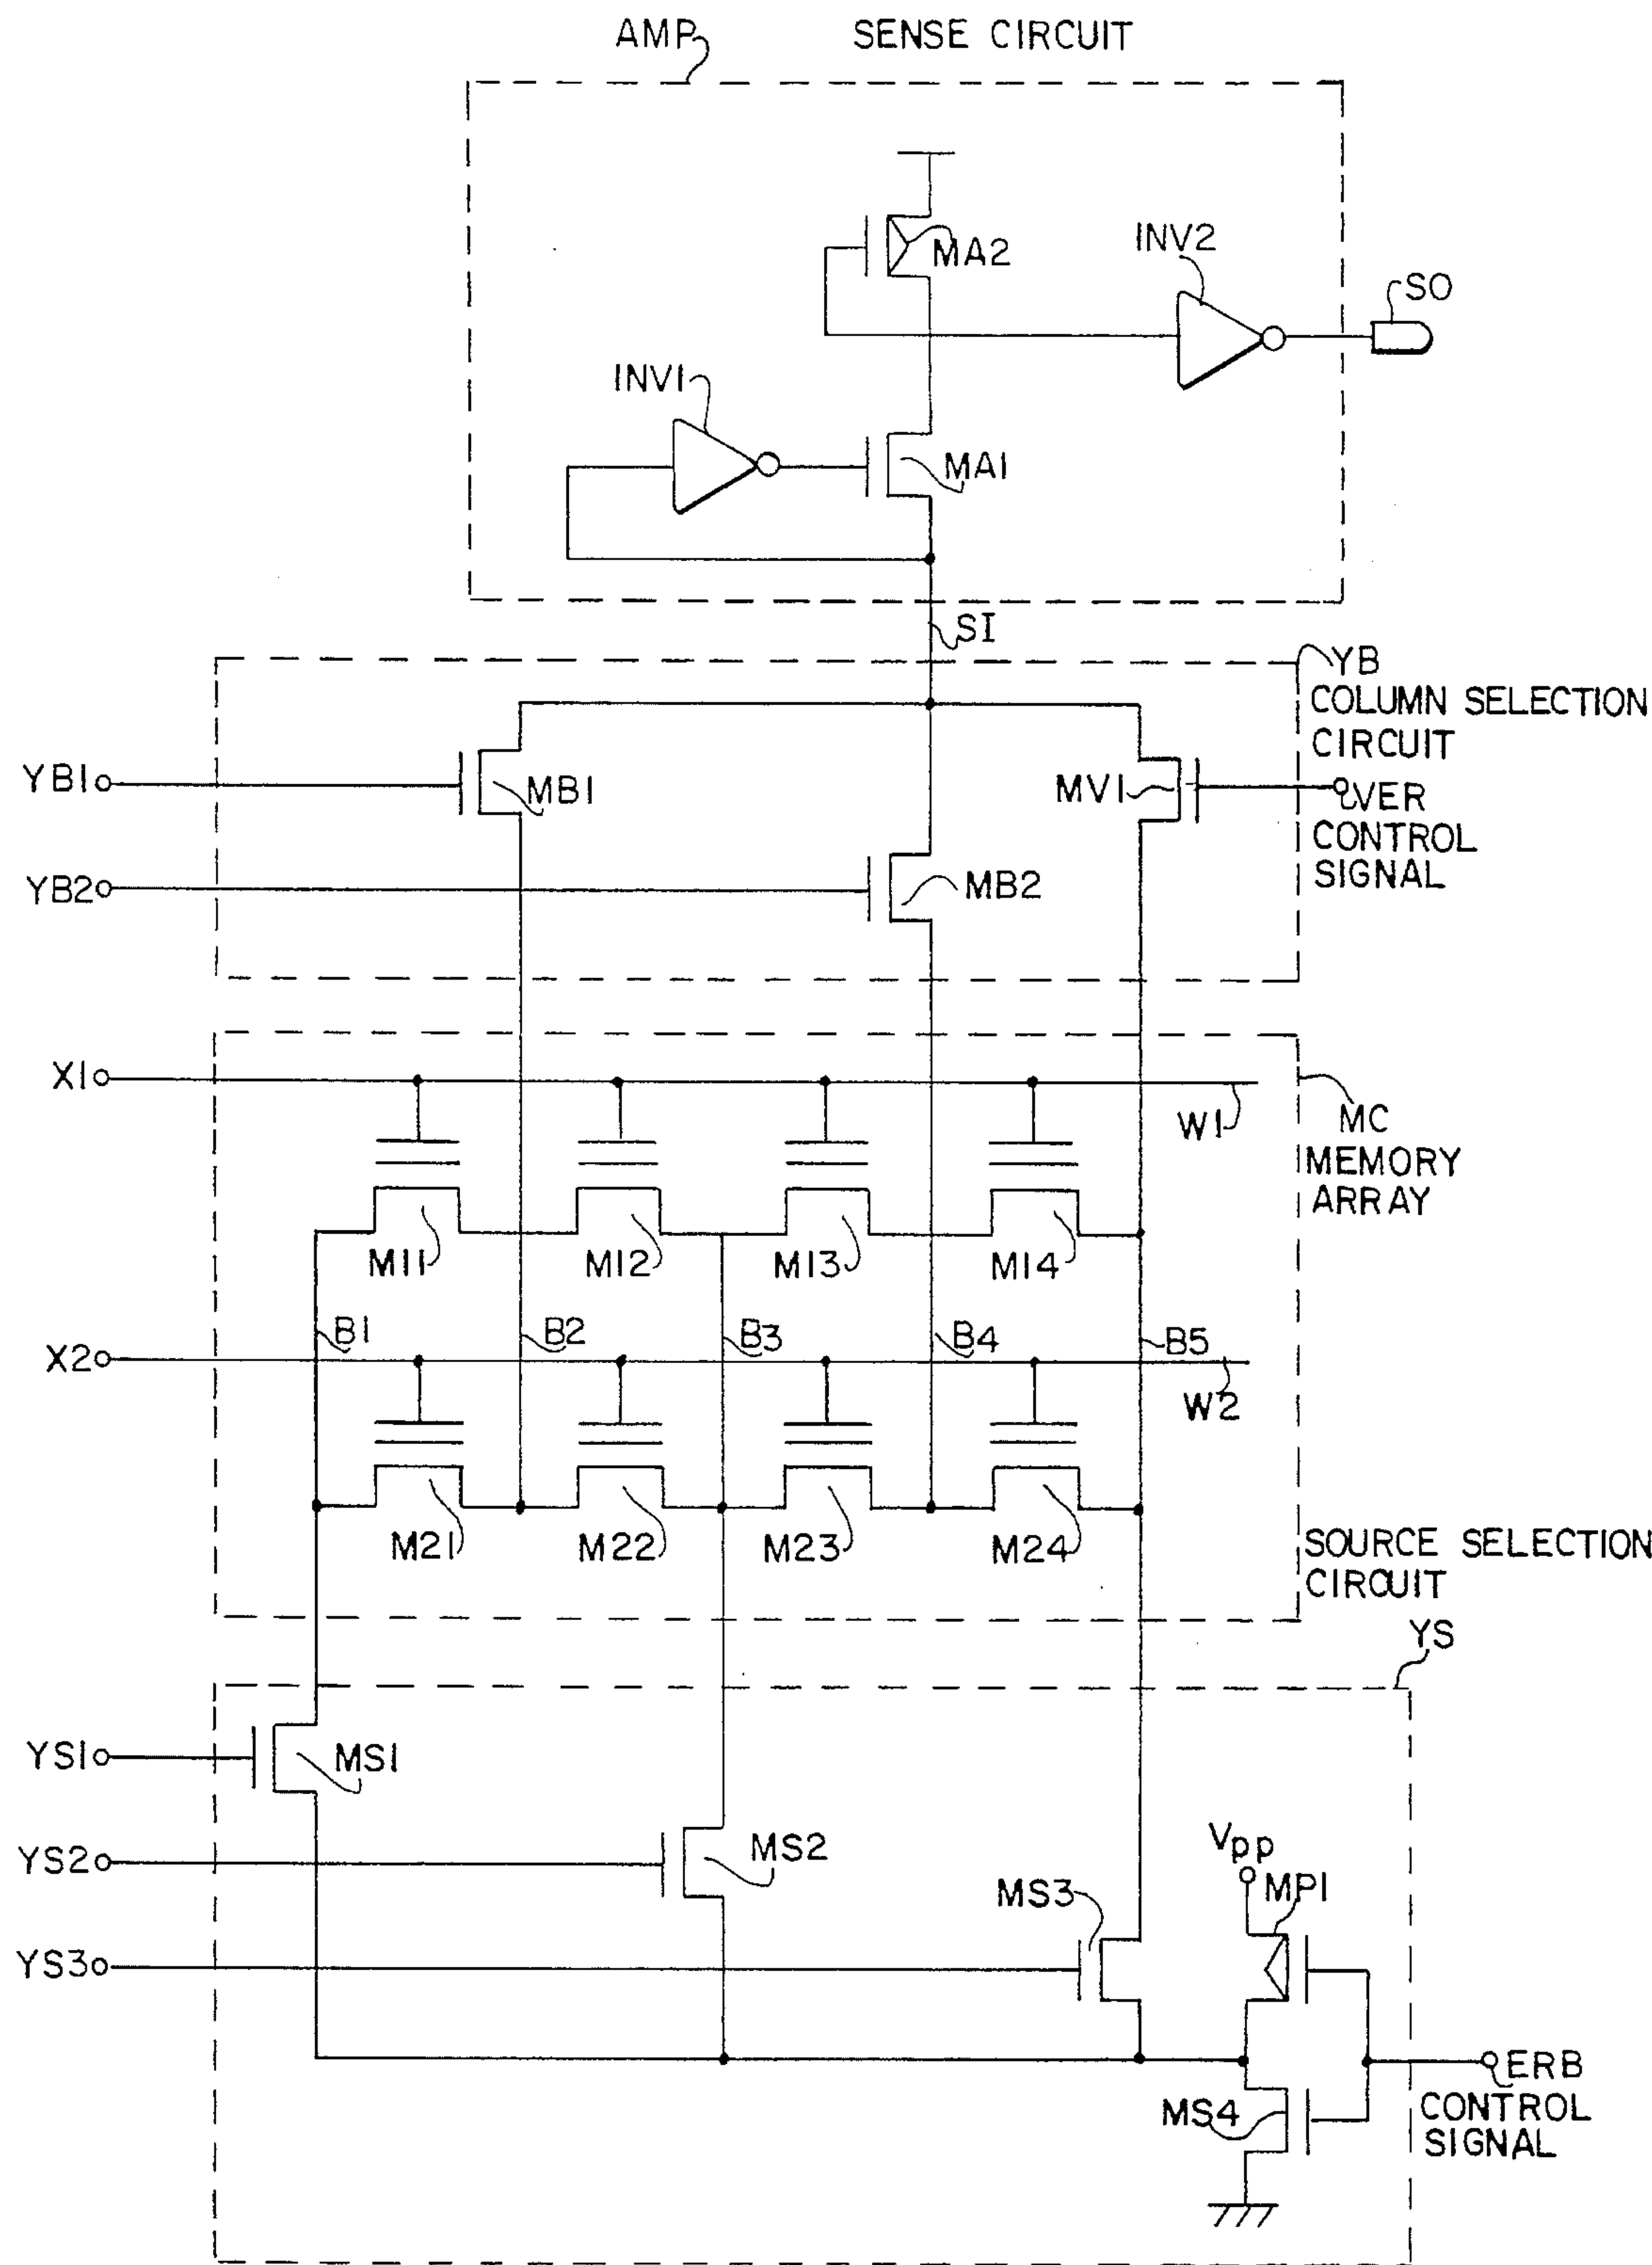 AMP
SENSE CIRCUIT
MA2
INV2
SO
INV1
MA1
SI
YB
COLUMN SELECTION
CIRCUIT
YB1
MB1
MV1
VER
CONTROL
SIGNAL
YB2
MB2
X1
W1
MC
MEMORY
ARRAY
M11
M12
M13
M14
B1
B2
B3
B4
B5
X2
W2
M21
M22
M23
M24
SOURCE SELECTION
CIRCUIT
YS
YS1
MS1
YS2
MS2
Vpp
MP1
MS3
YS3
ERB
CONTROL
SIGNAL
MS4